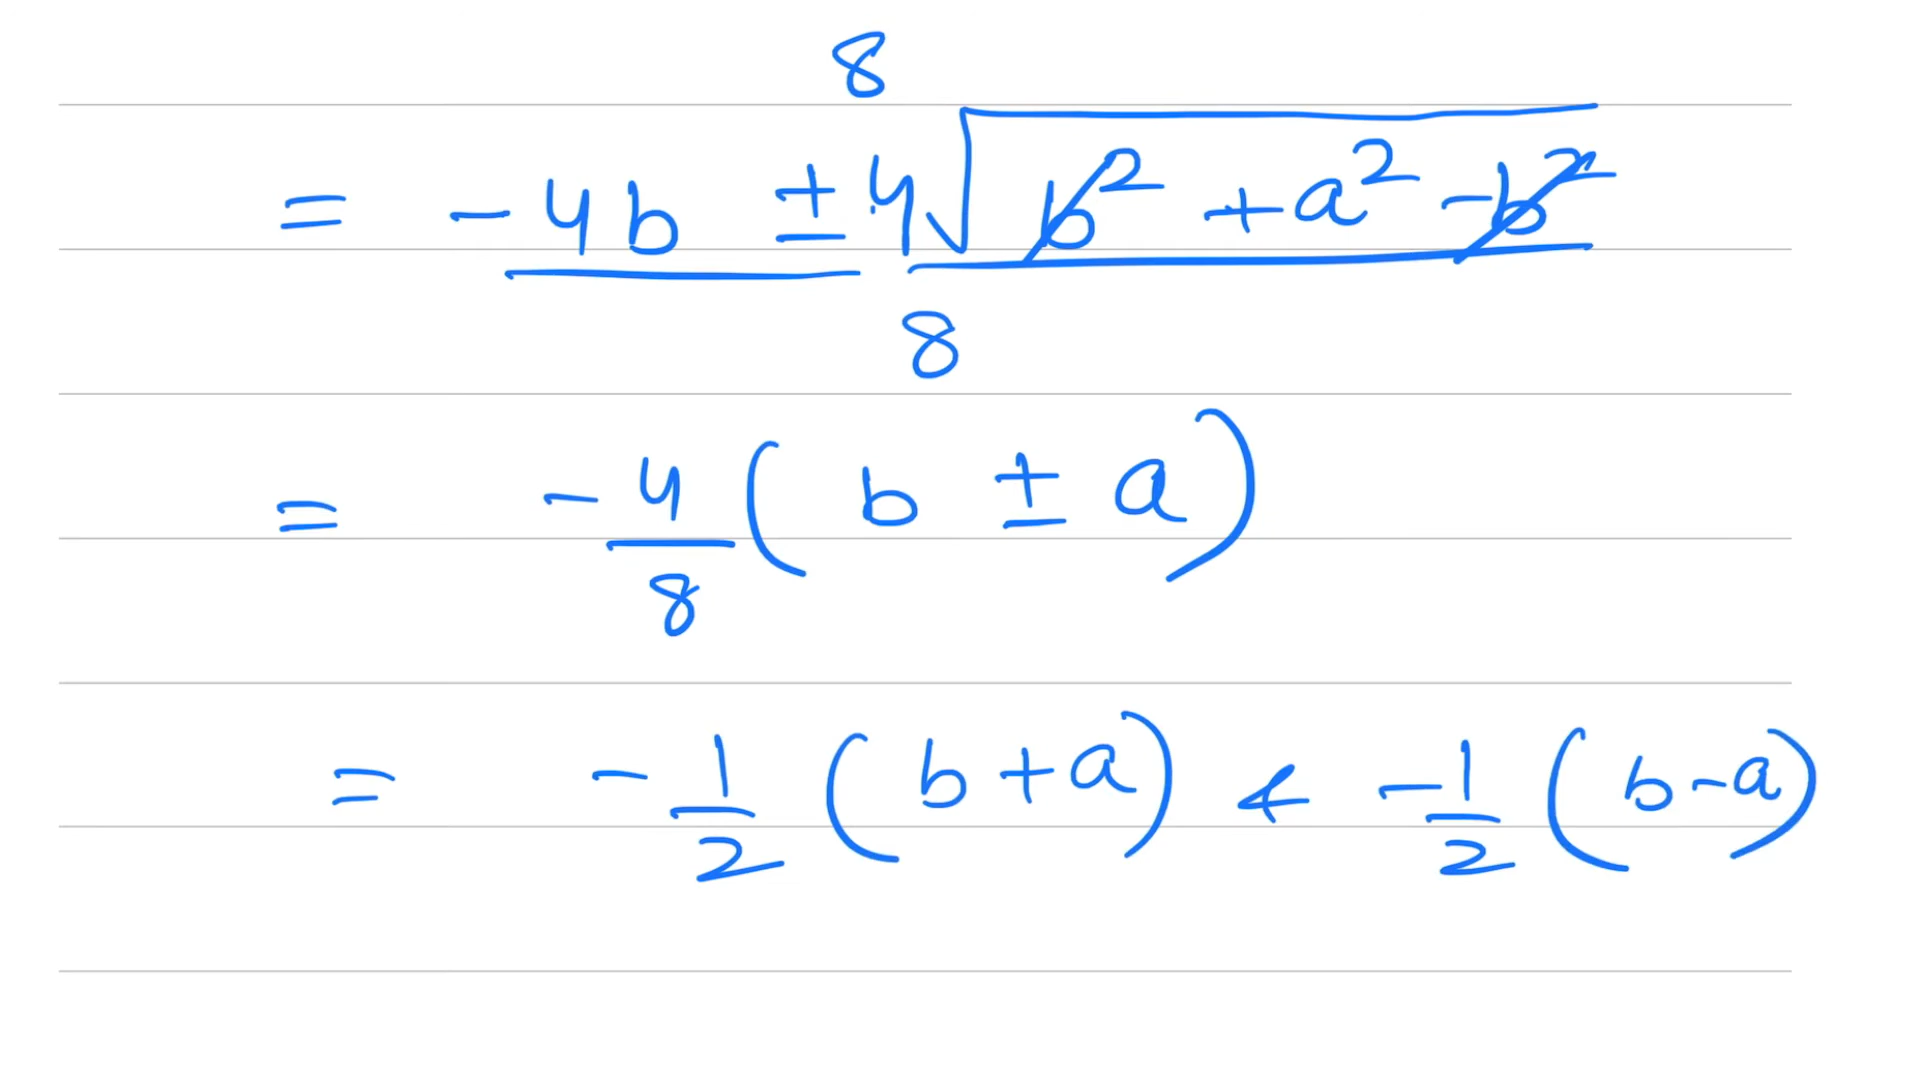 8
= -4b ± 4√(b² + a² - b²)
8
= -4/8 (b ± a)
= -1/2 (b + a) & -1/2 (b - a)